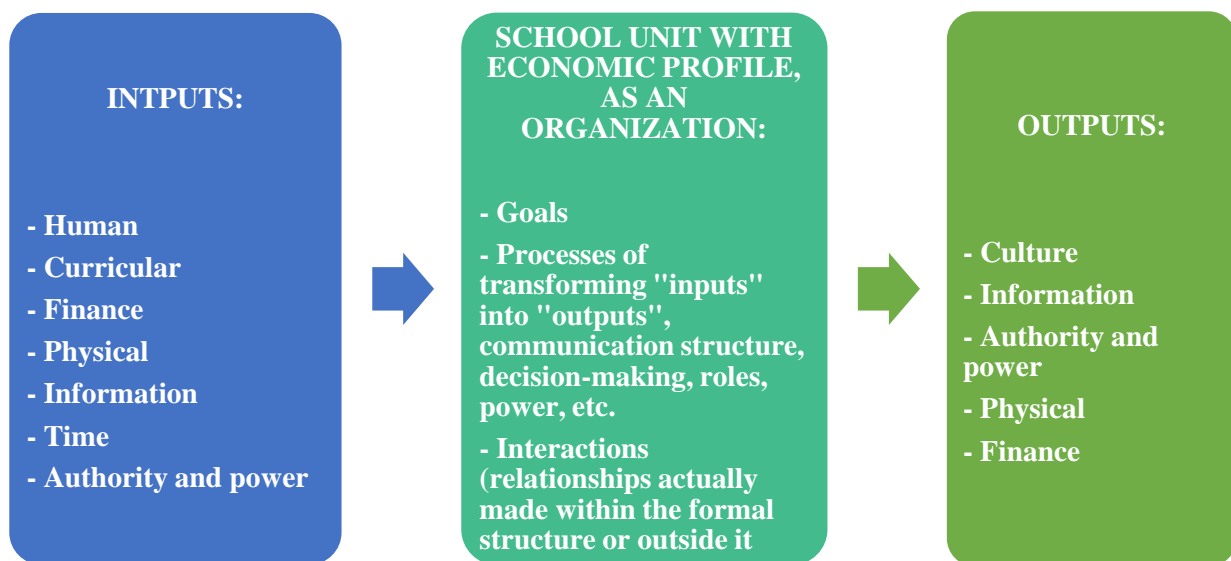 INTPUTS:
- Human
- Curricular
- Finance
- Physical
- Information
- Time
- Authority and power
SCHOOL UNIT WITH
ECONOMIC PROFILE,
AS AN
ORGANIZATION:
- Goals
- Processes of
transforming "inputs"
into "outputs",
communication structure,
decision-making, roles,
power, etc.
- Interactions
(relationships actually
made within the formal
structure or outside it
OUTPUTS:
- Culture
- Information
- Authority and
power
- Physical
- Finance